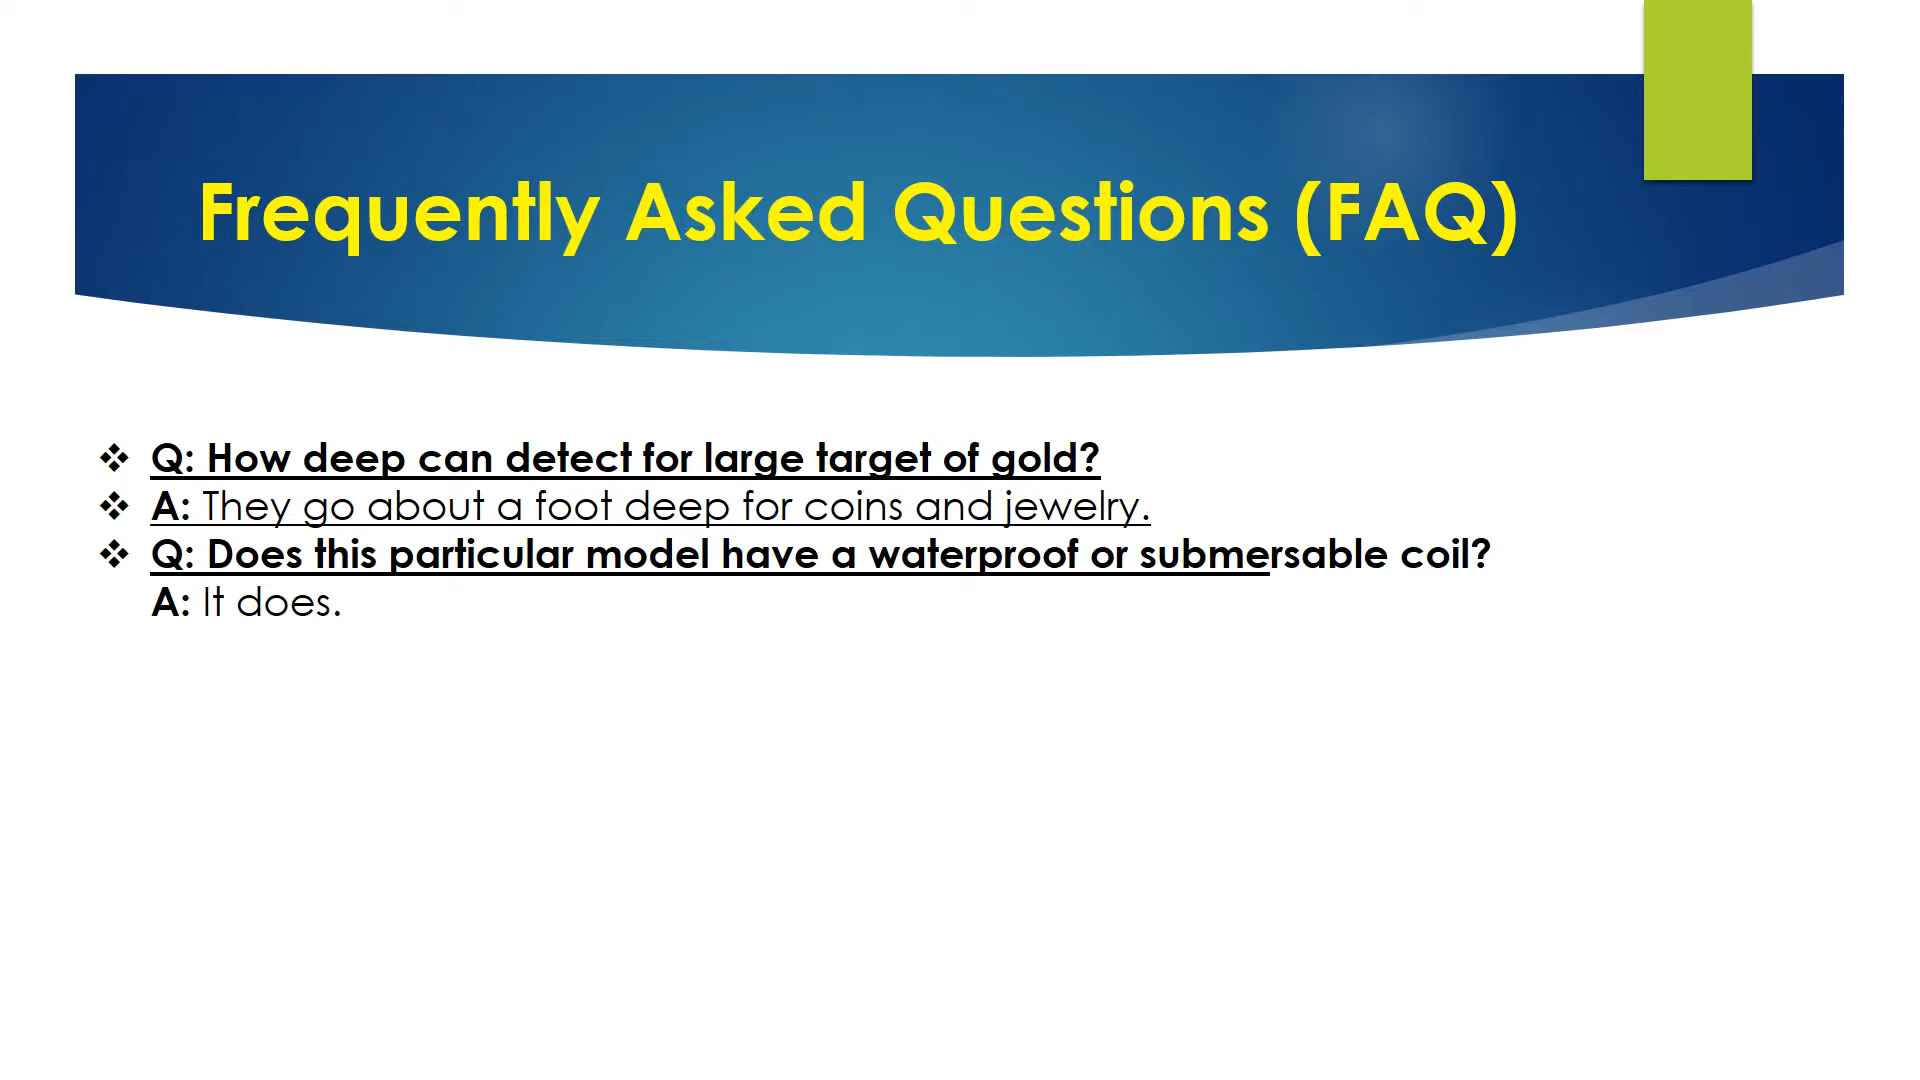 Frequently Asked Questions (FAQ)
❖ Q: How deep can detect for large target of gold?
❖ A: They go about a foot deep for coins and jewelry.
❖ Q: Does this particular model have a waterproof or submersable coil?
A: It does.